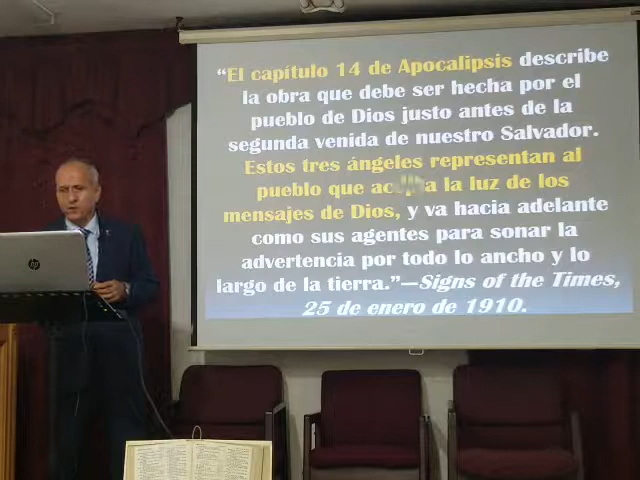 “El capítulo 14 de Apocalipsis describe
la obra que debe ser hecha por el
pueblo de Dios justo antes de la
segunda venida de nuestro Salvador.
Estos tres ángeles representan al
pueblo que a la luz de los
mensajes de Dios, y va hacia adelante
como sus agentes para sonar la
advertencia por todo lo ancho y lo
largo de la tierra.”—Signs of the Times,
25 de enero de 1910.
hp